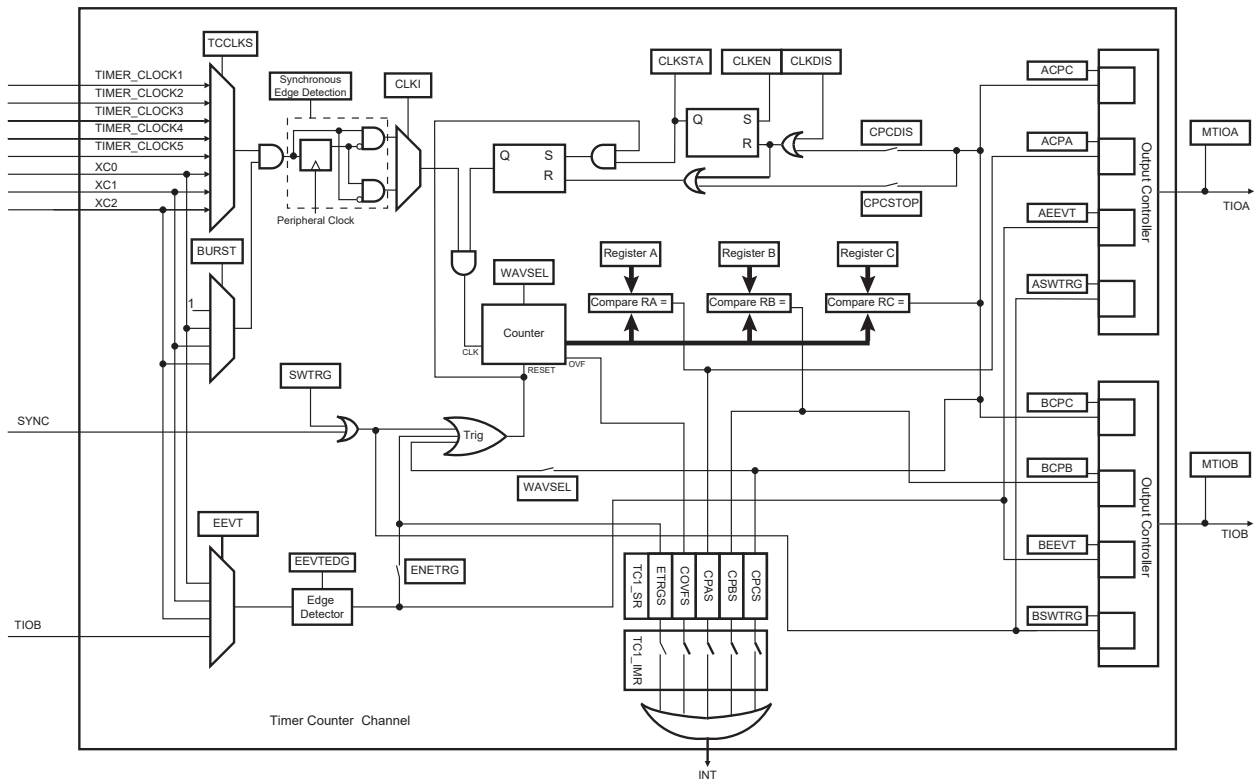 TCCLKS
TIMER_CLOCK1
TIMER_CLOCK2
TIMER_CLOCK3
TIMER_CLOCK4
TIMER_CLOCK5
XC0
XC1
XC2
Synchronous
Edge Detection
CLKI
Peripheral Clock
BURST
1
CLKSTA
CLKEN
CLKDIS
Q
S
R
Q
S
R
CPCDIS
CPCSTOP
Register A
Register B
Register C
Compare RA =
Compare RB =
Compare RC =
WAVSEL
Counter
CLK
RESET
OVF
SWTRG
SYNC
Trig
WAVSEL
EEVT
EEVTEDG
Edge
Detector
ENETRG
TIOB
TC1_SR
ETRGS
COVFS
CPAS
CPBS
CPCS
TC1_IMR
INT
Timer Counter Channel
ACPC
ACPA
AEEVT
ASWTRG
Output Controller
MTIOA
TIOA
BCPC
BCPB
BEEVT
BSWTRG
Output Controller
MTIOB
TIOB